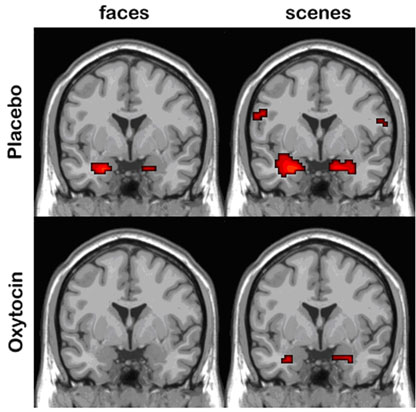 faces
scenes
Placebo
Oxytocin